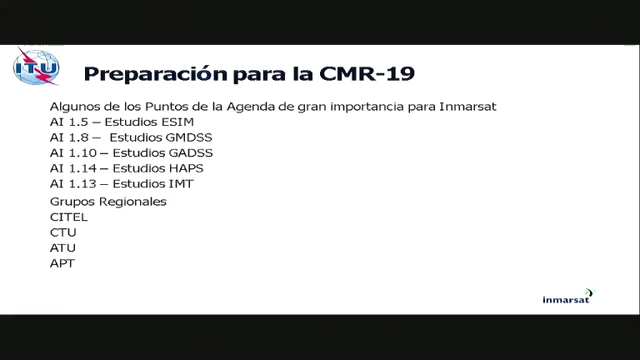 ITU
Preparación para la CMR-19
Algunos de los Puntos de la Agenda de gran importancia para Inmarsat
AI 1.5 – Estudios ESIM
AI 1.8 – Estudios GMDSS
AI 1.10 – Estudios GADSS
AI 1.14 – Estudios HAPS
AI 1.13 – Estudios IMT
Grupos Regionales
CITEL
CTU
ATU
APT
inmarsat